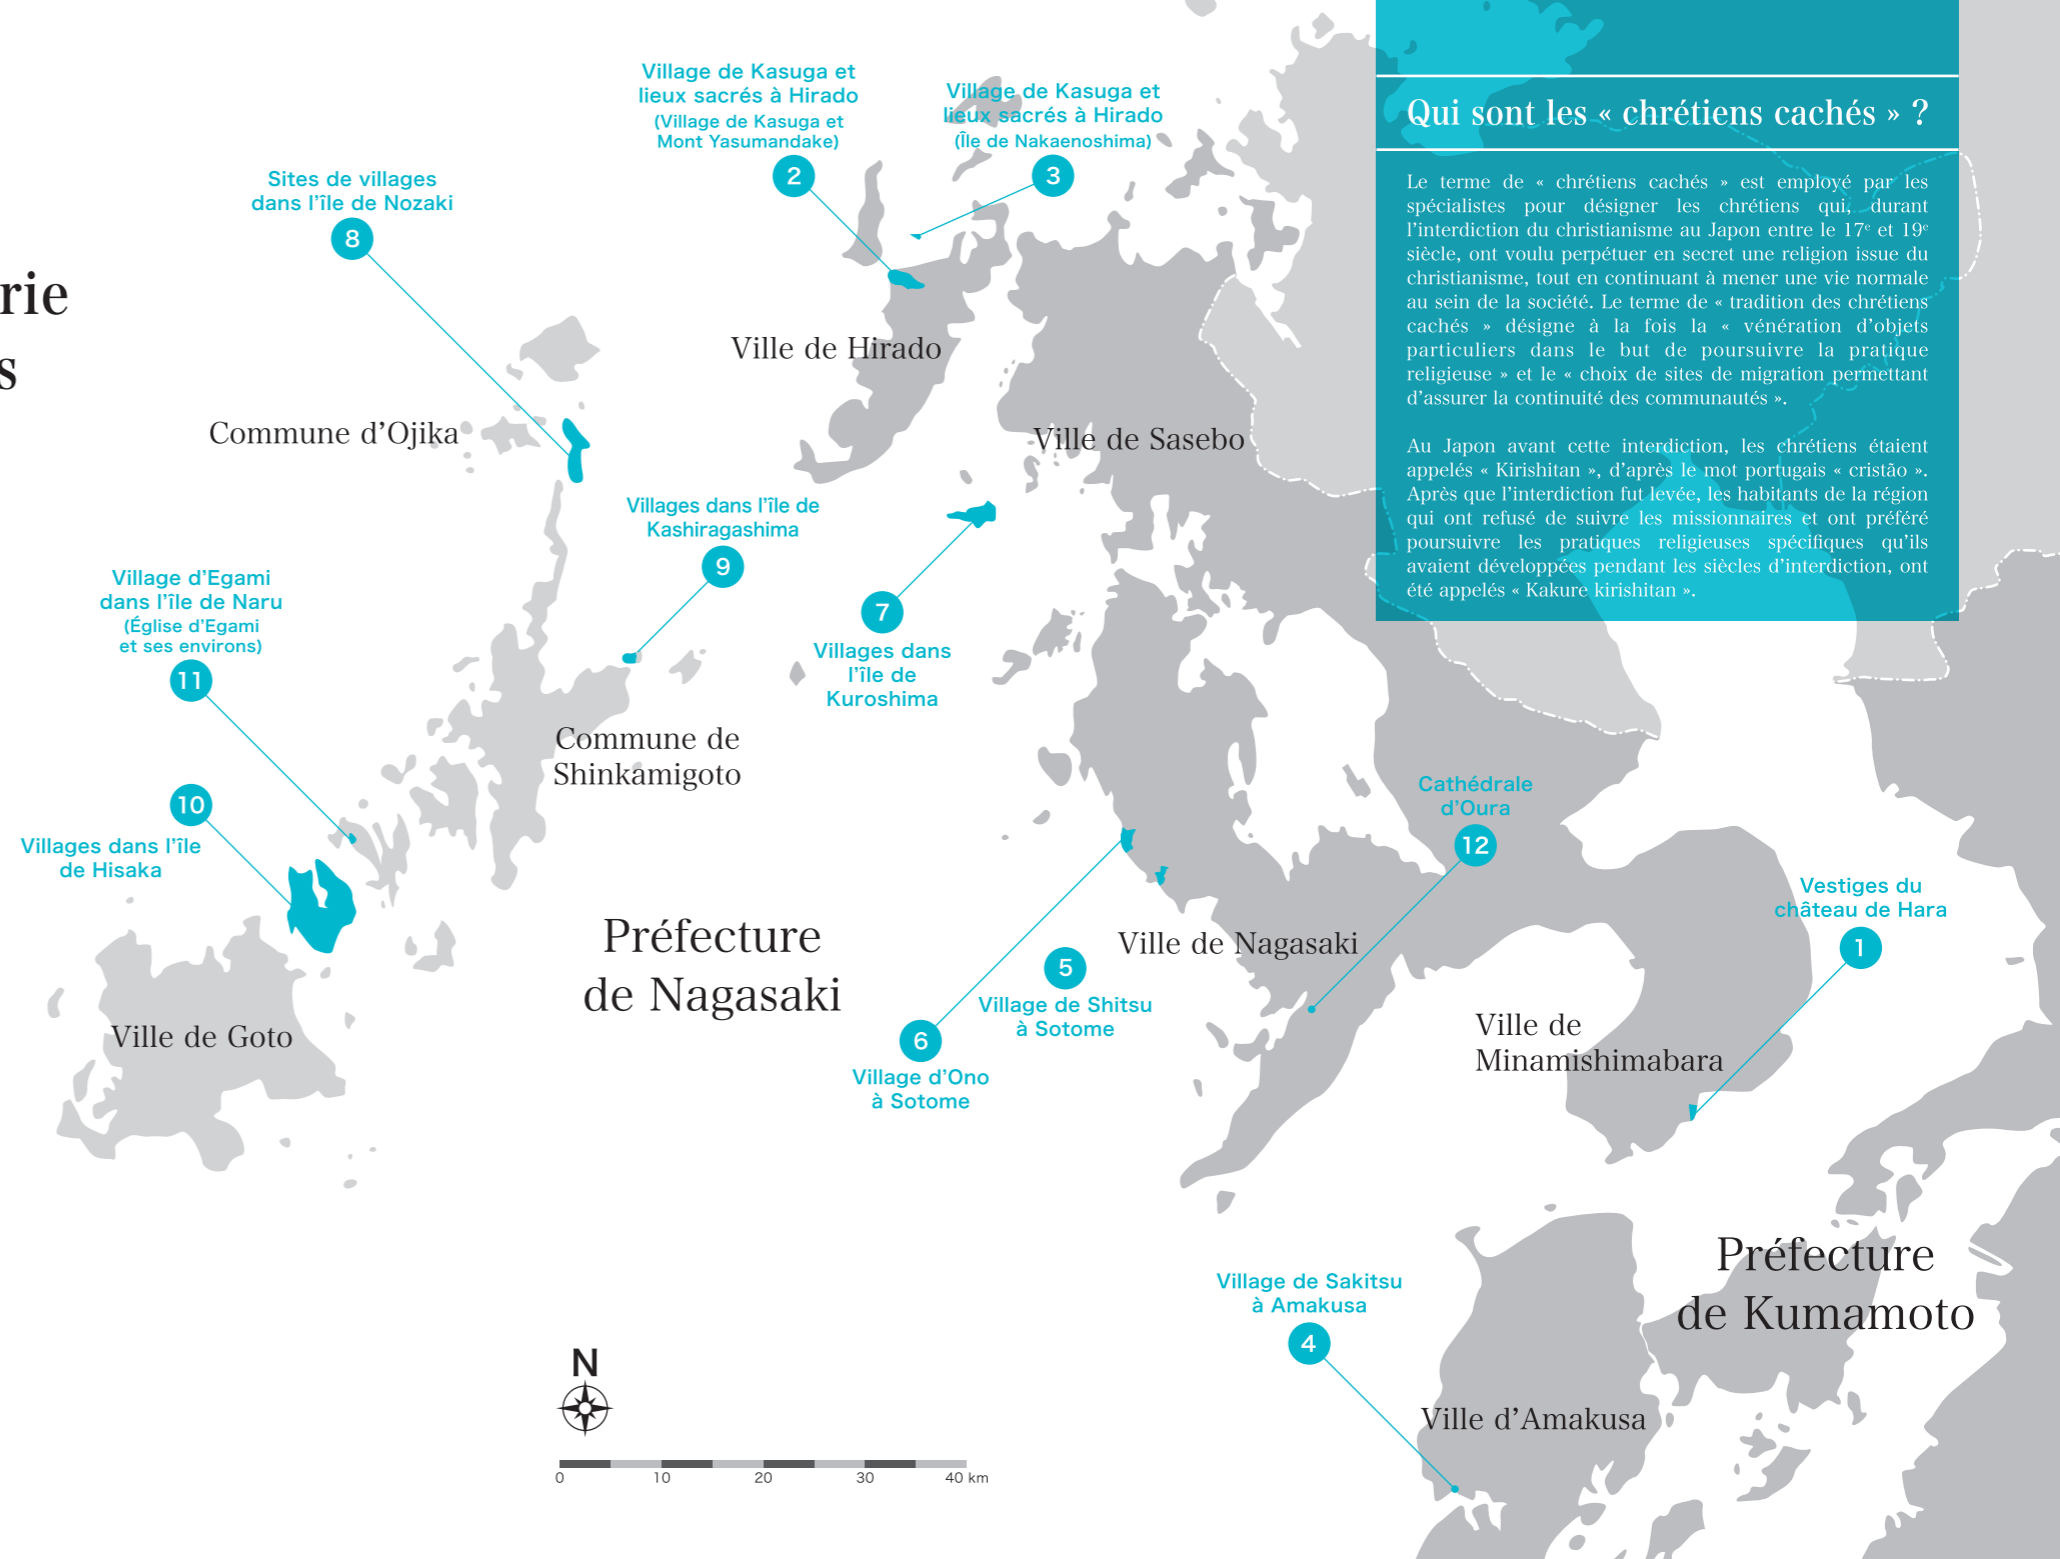 rie
s
Village de Kasuga et
lieux sacrés à Hirado
(Village de Kasuga et
Mont Yasumandake)
2
Village de Kasuga et
lieux sacrés à Hirado
(Île de Nakaenoshima)
3
Sites de villages
dans l’île de Nozaki
8
Ville de Hirado
Commune d’Ojika
Ville de Sasebo
Villages dans l’île de
Kashiragashima
9
Village d’Egami
dans l’île de Naru
(Église d’Egami
et ses environs)
11
7
Villages dans
l’île de
Kuroshima
Commune de
Shinkamigoto
10
Villages dans l’île
de Hisaka
Cathédrale
d’Oura
12
Vestiges du
château de Hara
1
Préfecture
de Nagasaki
Ville de Nagasaki
5
Village de Shitsu
à Sotome
6
Village d’Ono
à Sotome
Ville de Goto
Ville de
Minamishimabara
Préfecture
de Kumamoto
Village de Sakitsu
à Amakusa
4
Ville d’Amakusa
N
0 10 20 30 40 km
Qui sont les « chrétiens cachés » ?
Le terme de « chrétiens cachés » est employé par les
spécialistes pour désigner les chrétiens qui, durant
l’interdiction du christianisme au Japon entre le 17e et 19e
siècle, ont voulu perpétuer en secret une religion issue du
christianisme, tout en continuant à mener une vie normale
au sein de la société. Le terme de « tradition des chrétiens
cachés » désigne à la fois la « vénération d’objets
particuliers dans le but de poursuivre la pratique
religieuse » et le « choix de sites de migration permettant
d’assurer la continuité des communautés ».
Au Japon avant cette interdiction, les chrétiens étaient
appelés « Kirishitan », d’après le mot portugais « cristão ».
Après que l’interdiction fut levée, les habitants de la région
qui ont refusé de suivre les missionnaires et ont préféré
poursuivre les pratiques religieuses spécifiques qu’ils
avaient développées pendant les siècles d’interdiction, ont
été appelés « Kakure kirishitan ».